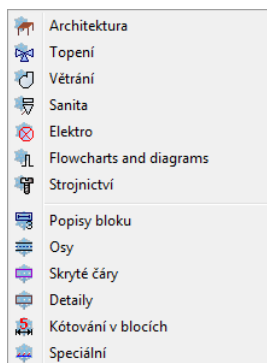 Architektura
Topení
Větrání
Sanita
Elektro
Flowcharts and diagrams
Strojnictví
Popisy bloku
Osy
Skryté čáry
Detaily
Kótování v blocích
Speciální